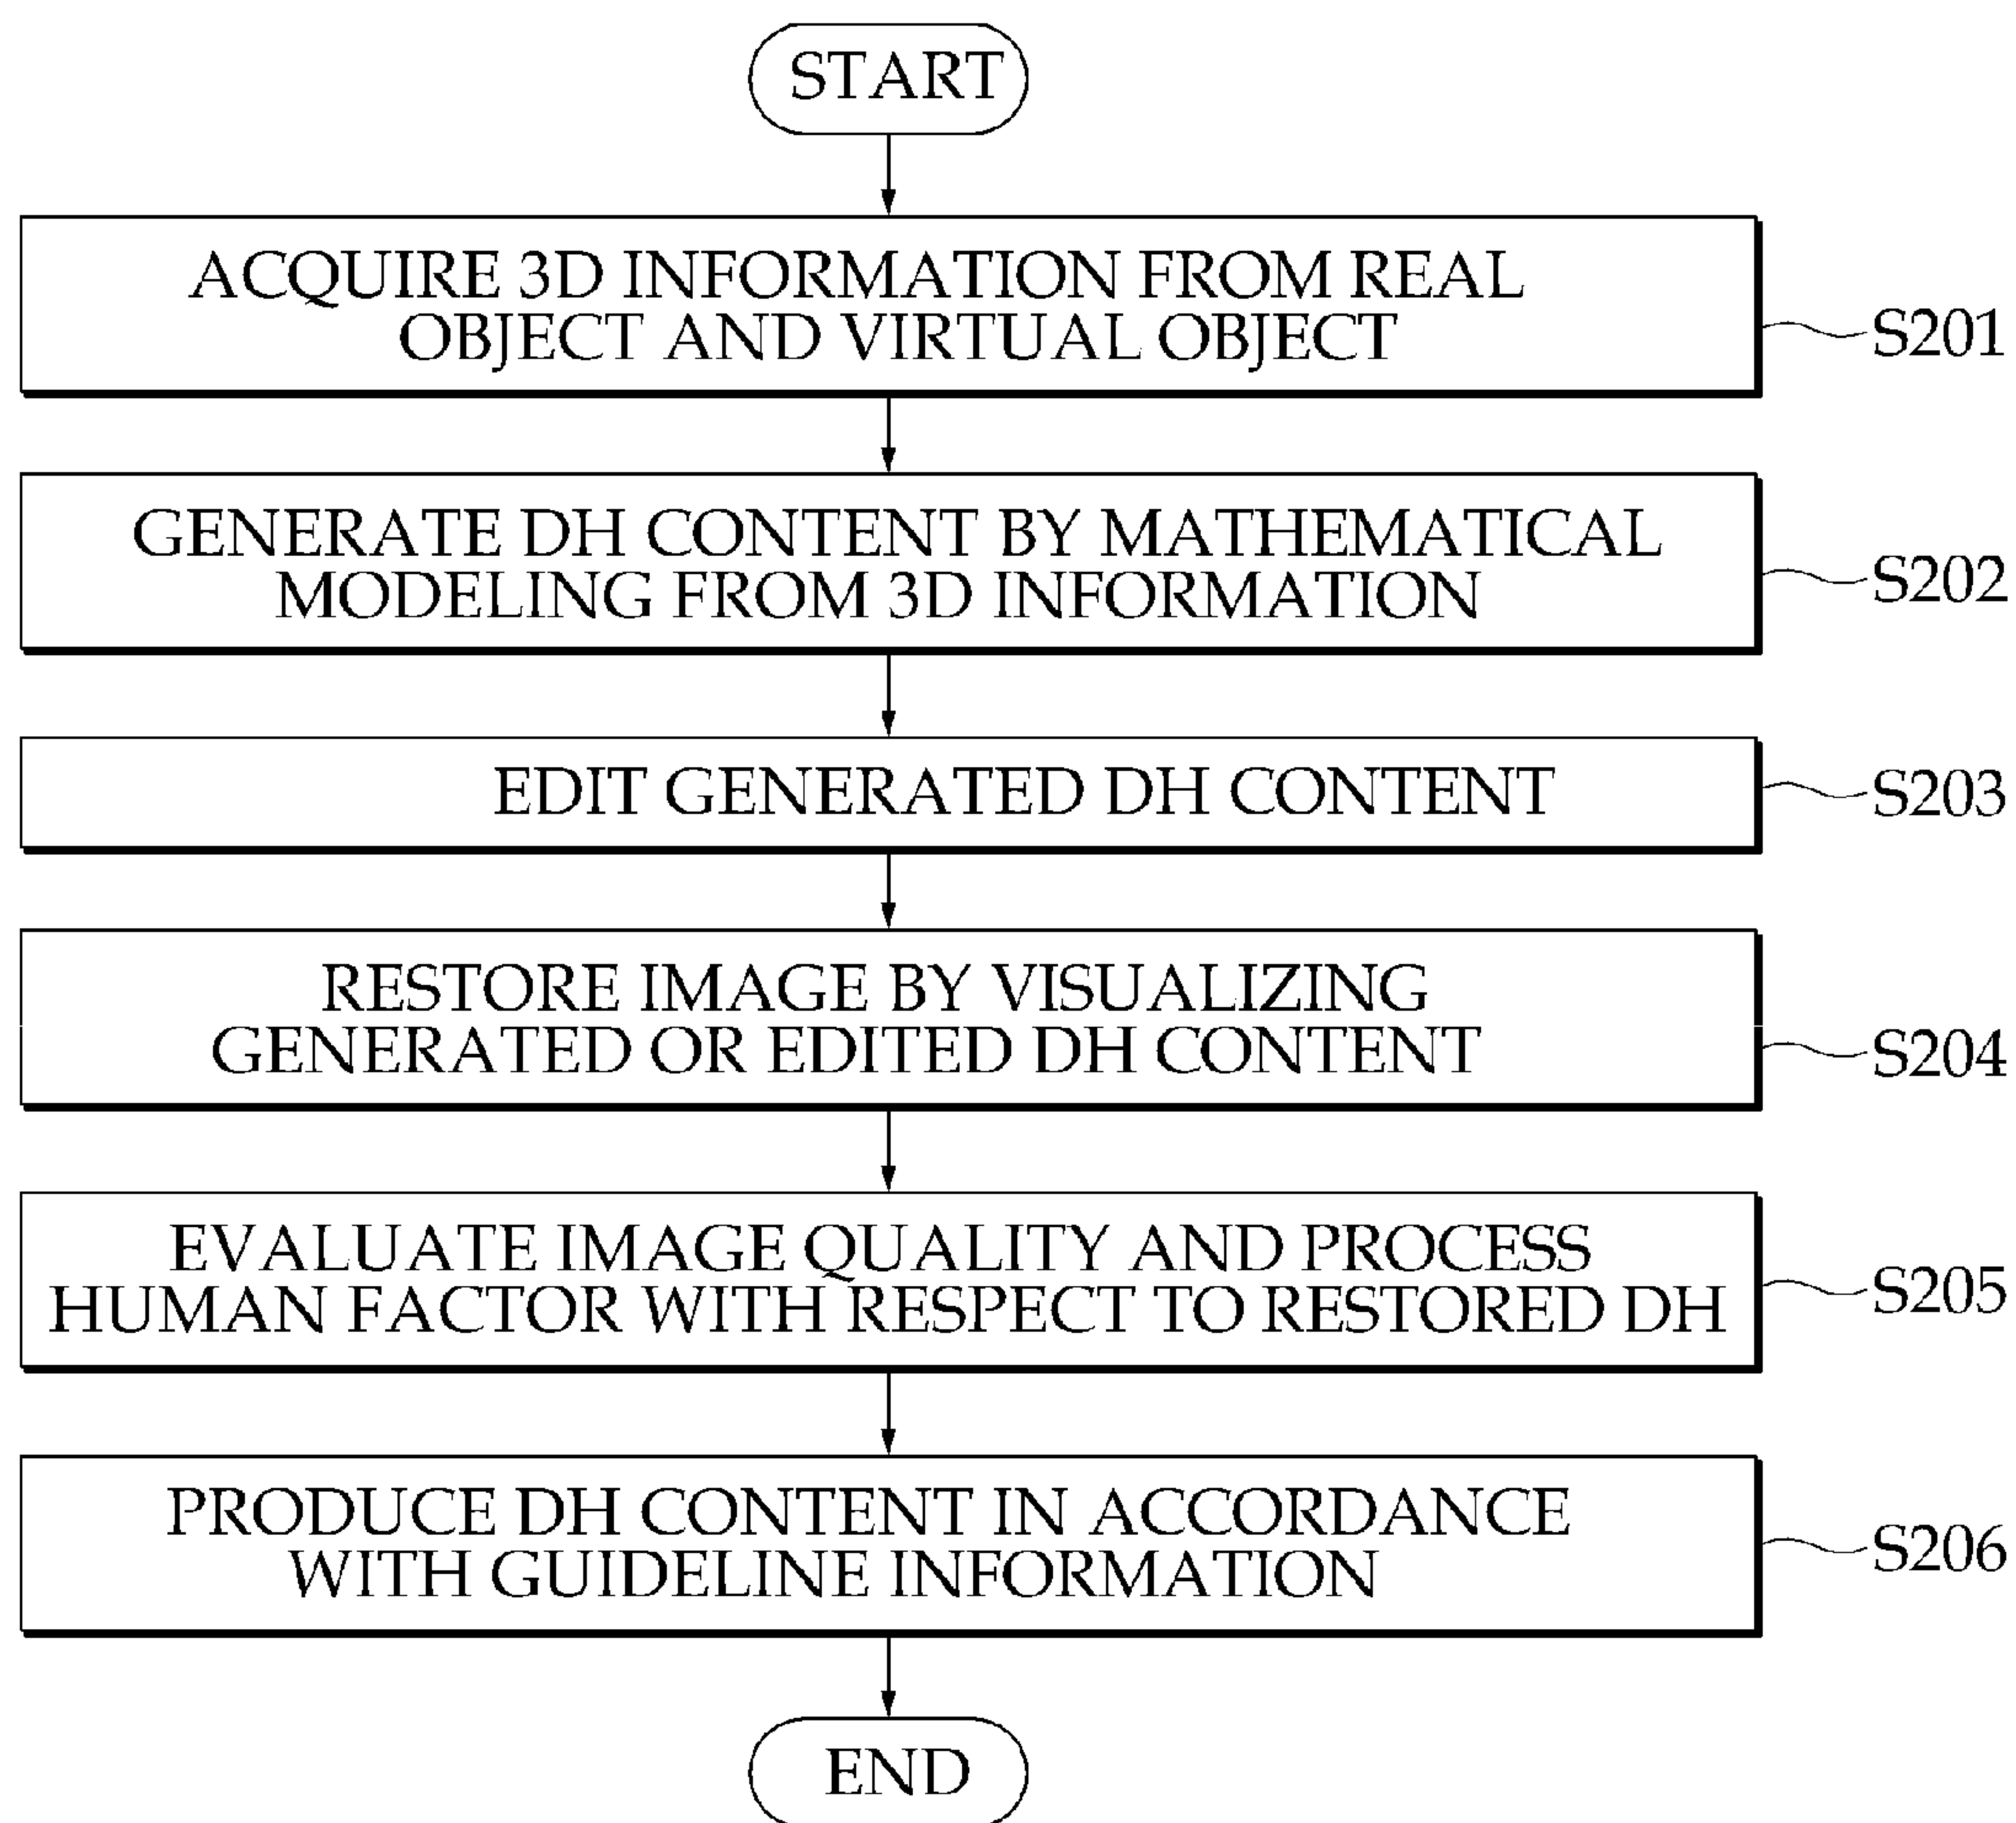 START
ACQUIRE 3D INFORMATION FROM REAL
OBJECT AND VIRTUAL OBJECT
S201
GENERATE DH CONTENT BY MATHEMATICAL
MODELING FROM 3D INFORMATION
S202
EDIT GENERATED DH CONTENT
S203
RESTORE IMAGE BY VISUALIZING
GENERATED OR EDITED DH CONTENT
S204
EVALUATE IMAGE QUALITY AND PROCESS
HUMAN FACTOR WITH RESPECT TO RESTORED DH
S205
PRODUCE DH CONTENT IN ACCORDANCE
WITH GUIDELINE INFORMATION
S206
END